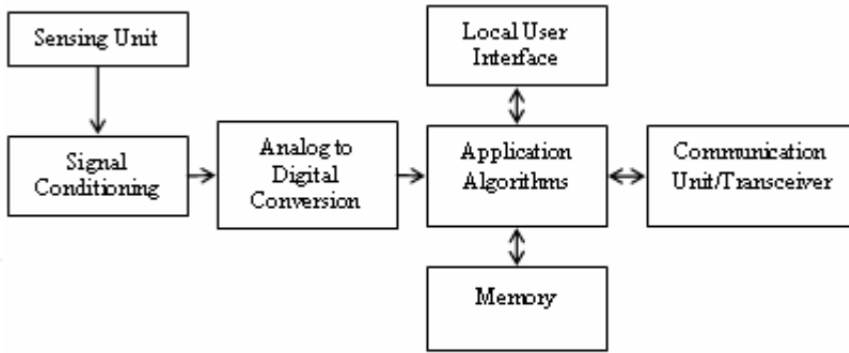 Sensing Unit
Local User
Interface
Signal
Conditioning
Analog to
Digital
Conversion
Application
Algorithms
Communication
Unit/Transceiver
Memory